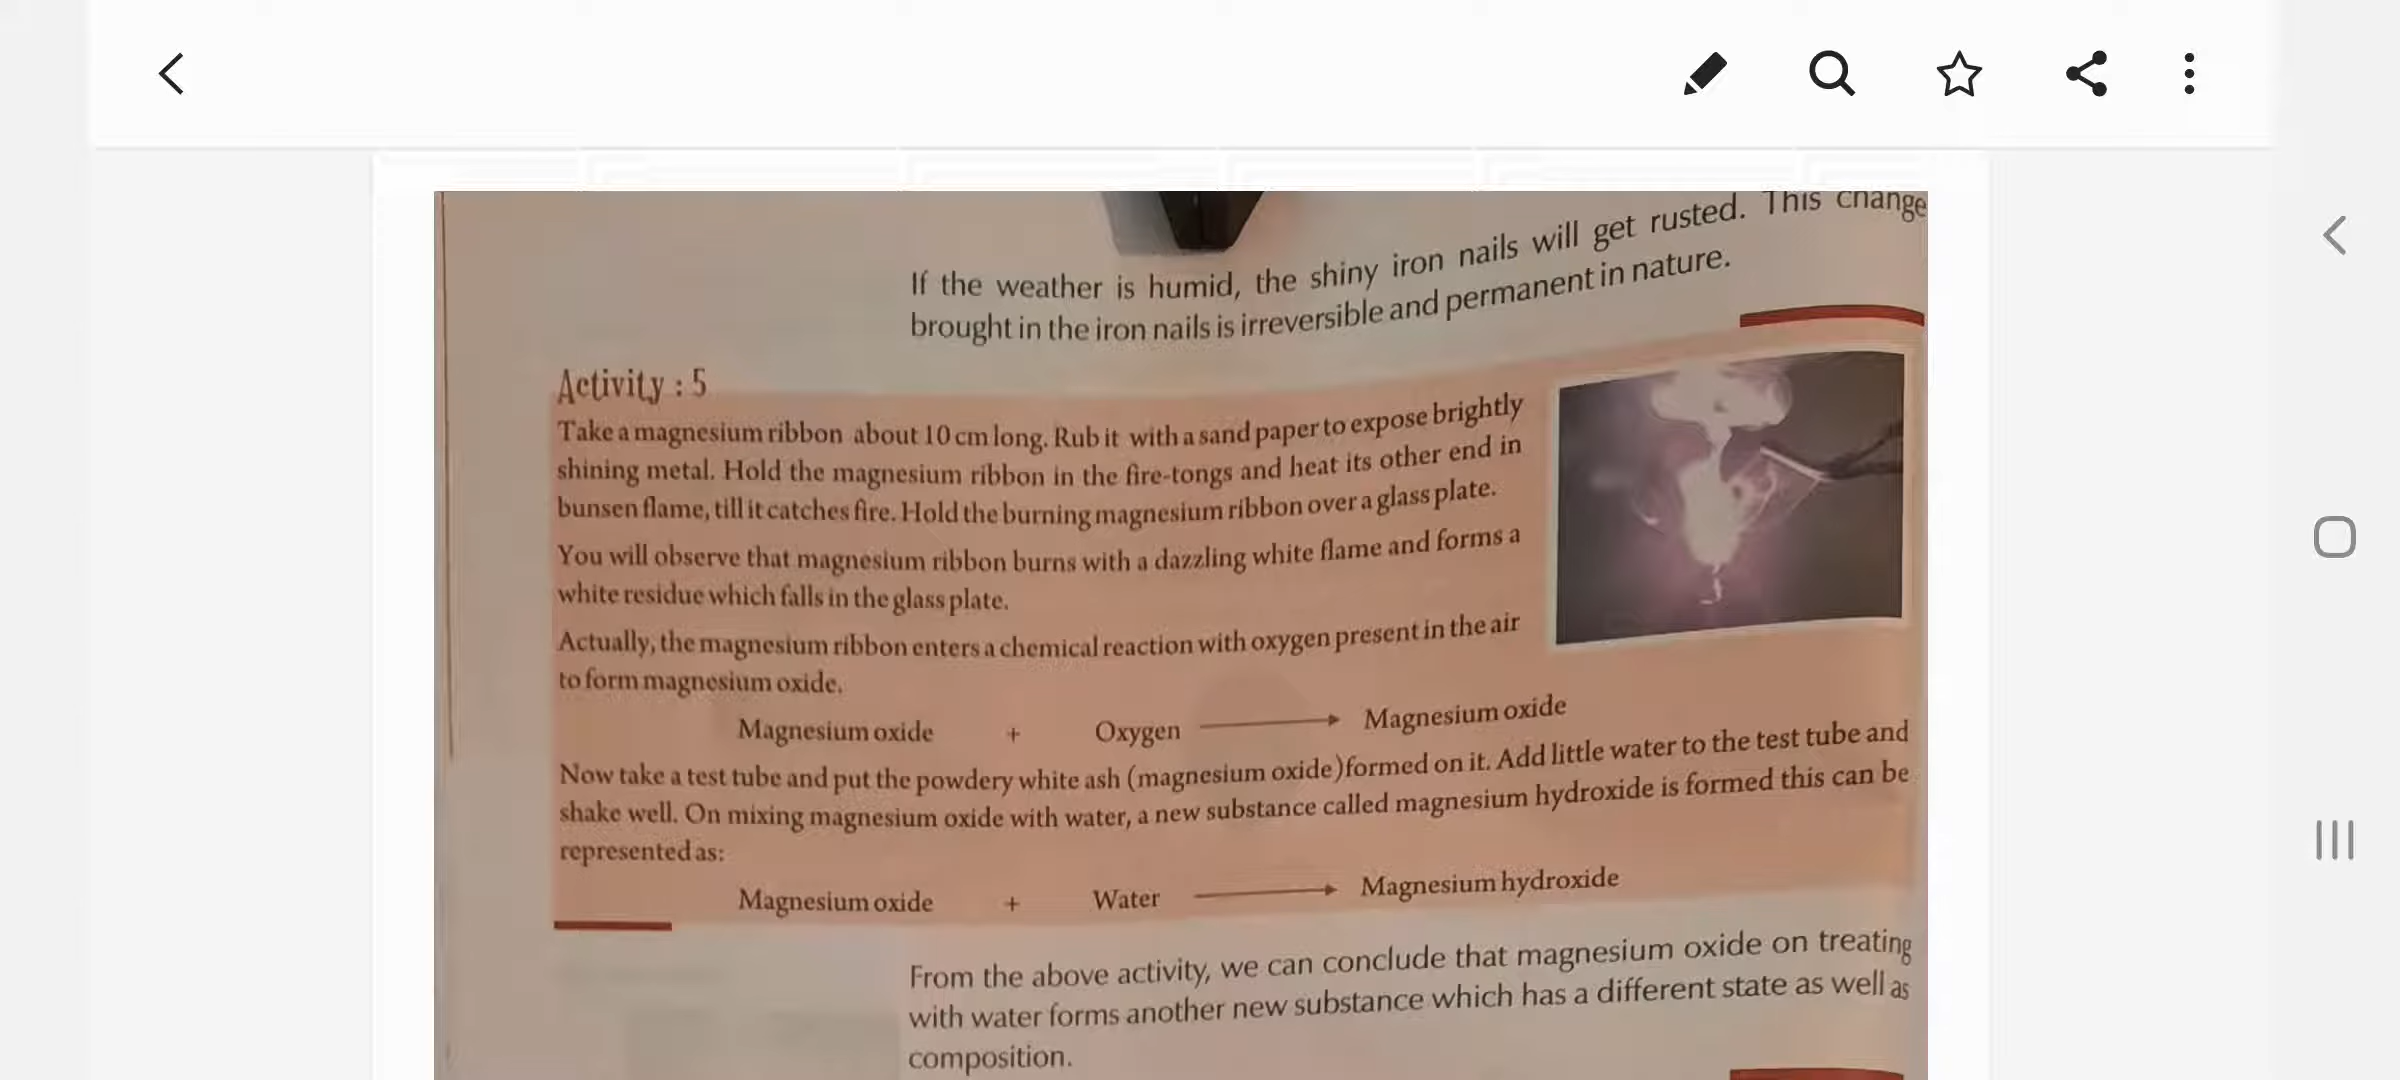 If the weather is humid, the shiny iron nails will get rusted. This change
brought in the iron nails is irreversible and permanent in nature.
Activity : 5
Take a magnesium ribbon about 10 cm long. Rub it with a sand paper to expose brightly
shining metal. Hold the magnesium ribbon in the fire-tongs and heat its other end in
bunsen flame, till it catches fire. Hold the burning magnesium ribbon over a glass plate.
You will observe that magnesium ribbon burns with a dazzling white flame and forms a
white residue which falls in the glass plate.
Actually, the magnesium ribbon enters a chemical reaction with oxygen present in the air
to form magnesium oxide.
Magnesium oxide + Oxygen → Magnesium oxide
Now take a test tube and put the powdery white ash (magnesium oxide)formed on it. Add little water to the test tube and
shake well. On mixing magnesium oxide with water, a new substance called magnesium hydroxide is formed this can be
represented as:
Magnesium oxide + Water → Magnesium hydroxide
From the above activity, we can conclude that magnesium oxide on treating
with water forms another new substance which has a different state as well as
composition.